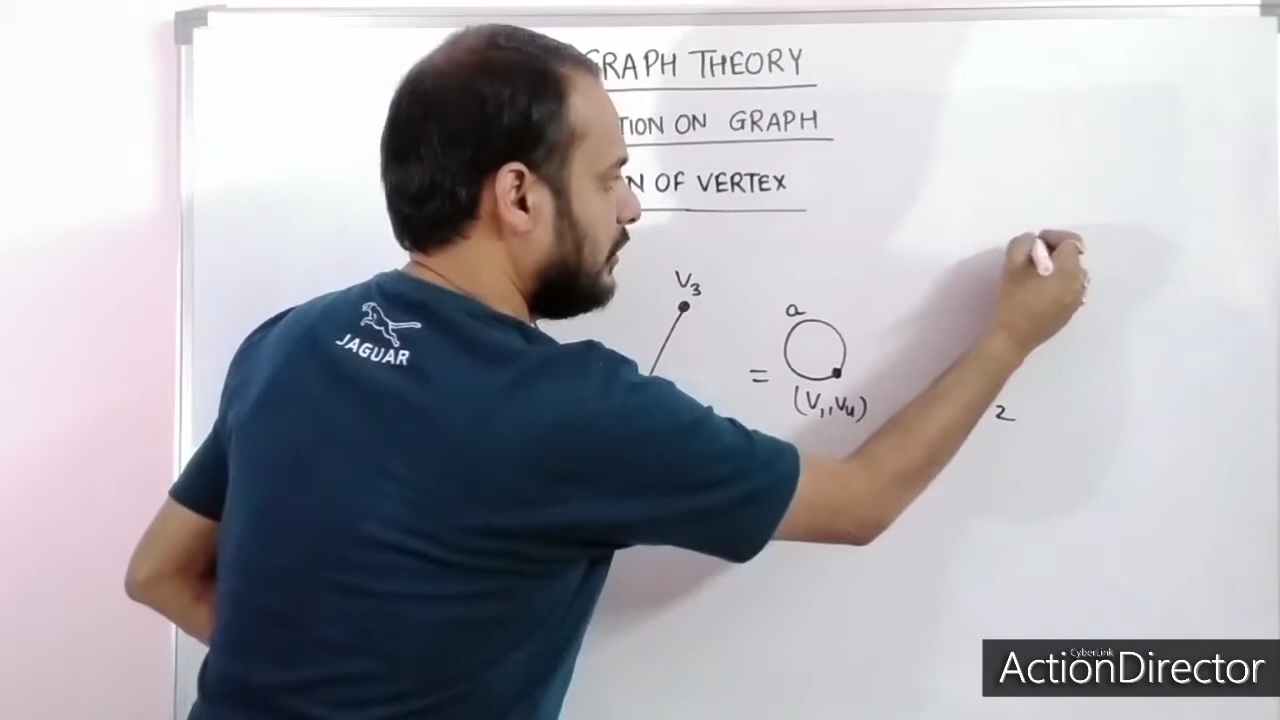 GRAPH THEORY
TION ON GRAPH
N OF VERTEX
V3
a
=
(V1,V4)
2
JAGUAR
CyberLink
ActionDirector